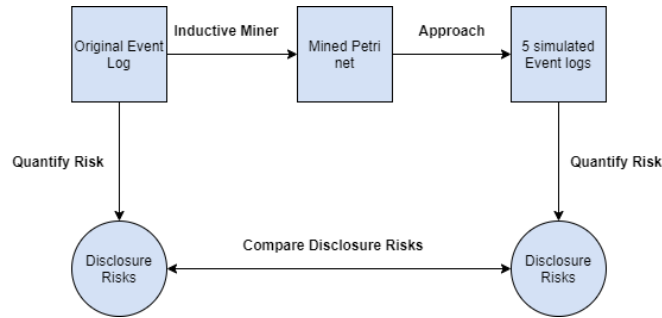 Original Event
Log
Inductive Miner
Mined Petri
net
Approach
5 simulated
Event logs
Quantify Risk
Quantify Risk
Disclosure
Risks
Compare Disclosure Risks
Disclosure
Risks